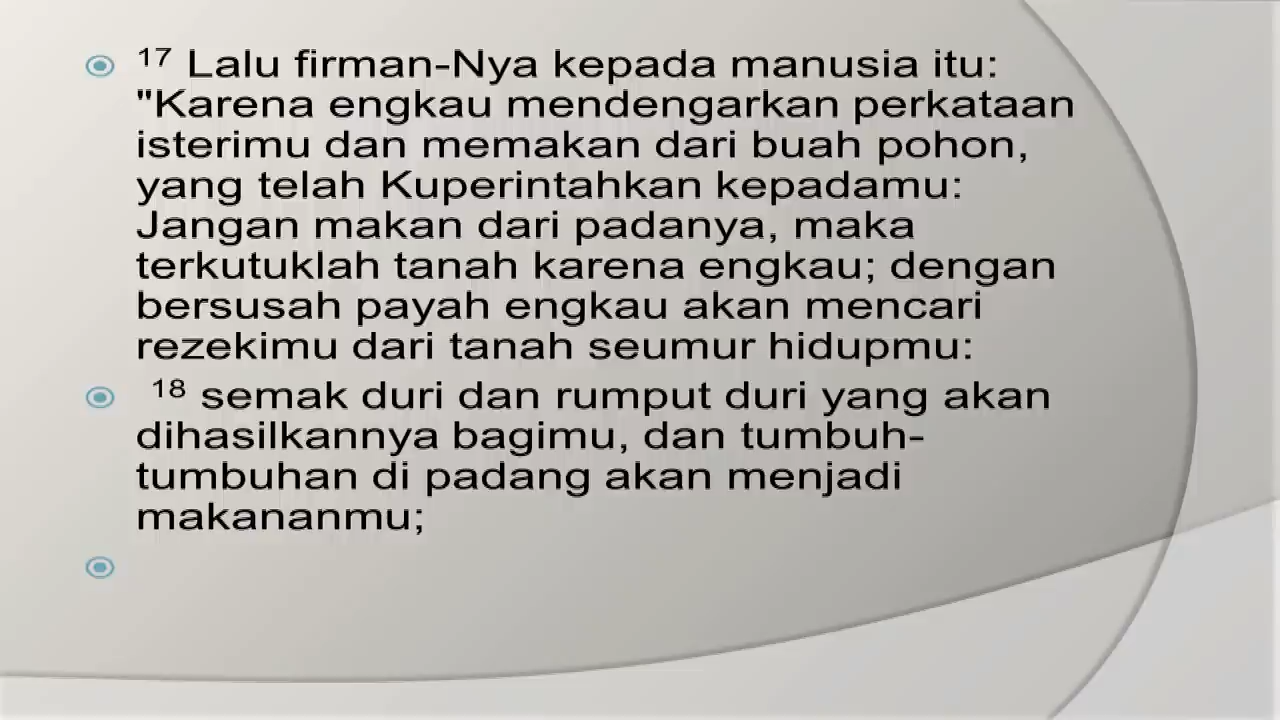 17 Lalu firman-Nya kepada manusia itu:
"Karena engkau mendengarkan perkataan
isterimu dan memakan dari buah pohon,
yang telah Kuperintahkan kepadamu:
Jangan makan dari padanya, maka
terkutuklah tanah karena engkau; dengan
bersusah payah engkau akan mencari
rezekimu dari tanah seumur hidupmu:
18 semak duri dan rumput duri yang akan
dihasilkannya bagimu, dan tumbuh-
tumbuhan di padang akan menjadi
makananmu;